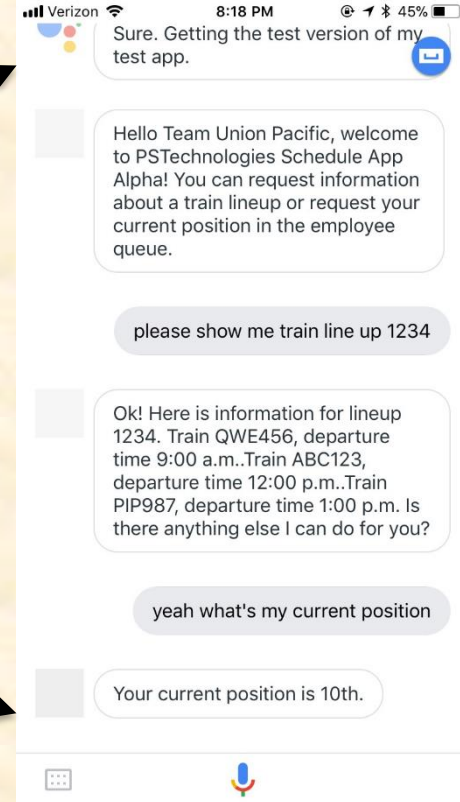 Verizon 8:18 PM 45%
Sure. Getting the test version of my
test app.
Hello Team Union Pacific, welcome
to PSTechnologies Schedule App
Alpha! You can request information
about a train lineup or request your
current position in the employee
queue.
please show me train line up 1234
Ok! Here is information for lineup
1234. Train QWE456, departure
time 9:00 a.m..Train ABC123,
departure time 12:00 p.m..Train
PIP987, departure time 1:00 p.m. Is
there anything else I can do for you?
yeah what's my current position
Your current position is 10th.